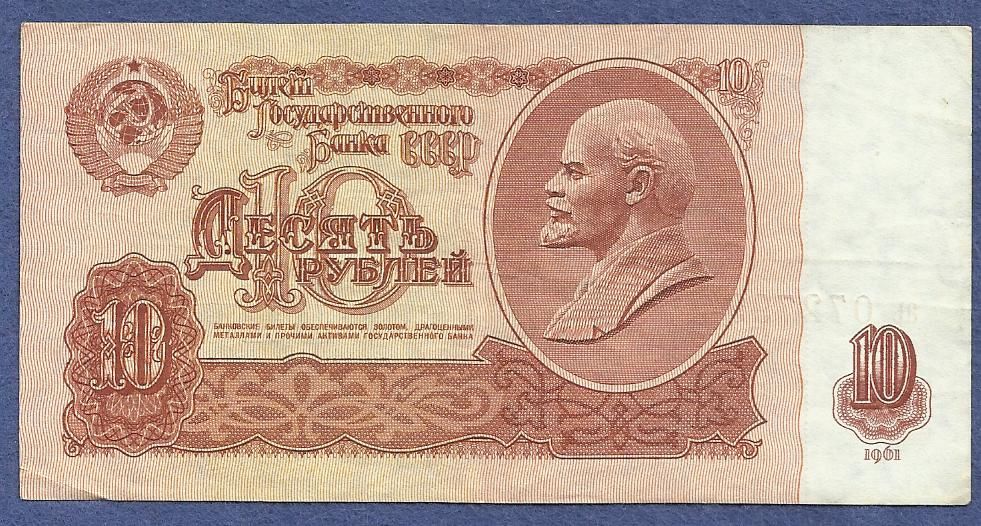 Билет
Государственного
Банка СССР
10
10
Десять
рублей
БАНКОВСКИЕ БИЛЕТЫ ОБЕСПЕЧИВАЮТСЯ ЗОЛОТОМ, ДРАГОЦЕННЫМИ
МЕТАЛЛАМИ И ПРОЧИМИ АКТИВАМИ ГОСУДАРСТВЕННОГО БАНКА
10
10
1961